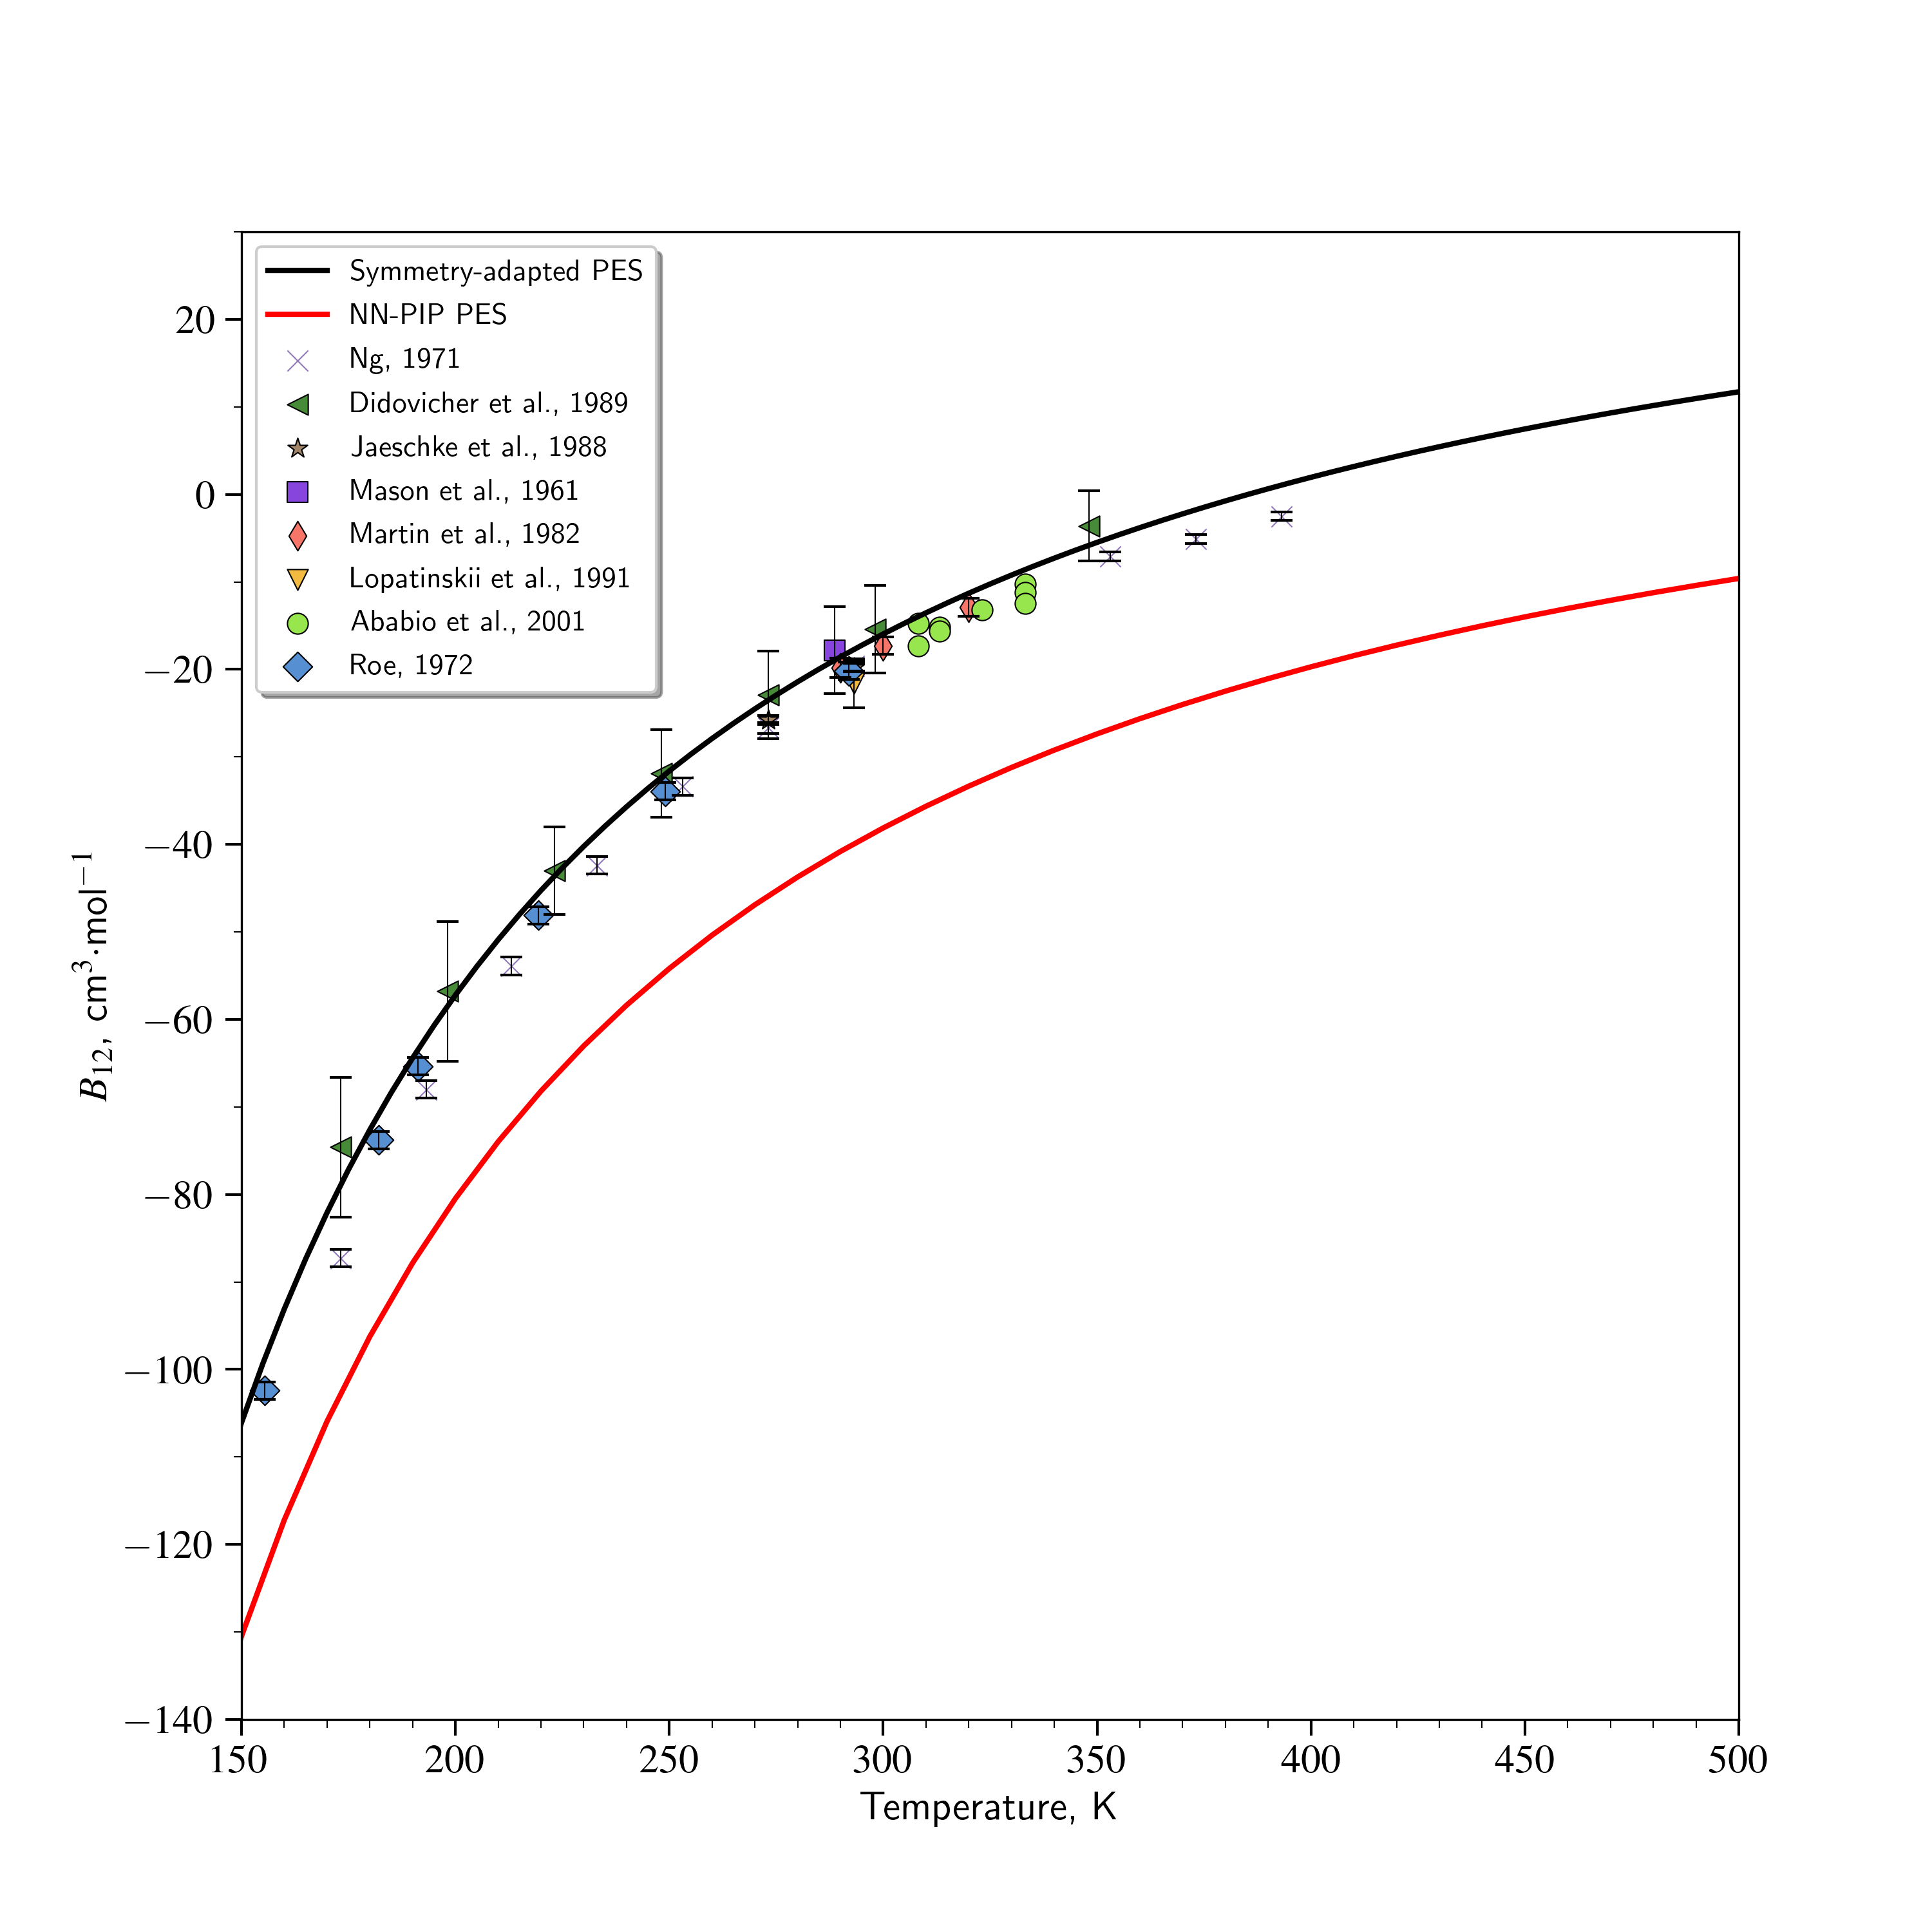 Symmetry-adapted PES
NN-PIP PES
Ng, 1971
Didovicher et al., 1989
Jaeschke et al., 1988
Mason et al., 1961
Martin et al., 1982
Lopatinskii et al., 1991
Ababio et al., 2001
Roe, 1972
20
0
−20
−40
−60
−80
−100
−120
−140
B₁₂, cm³·mol⁻¹
150 200 250 300 350 400 450 500
Temperature, K